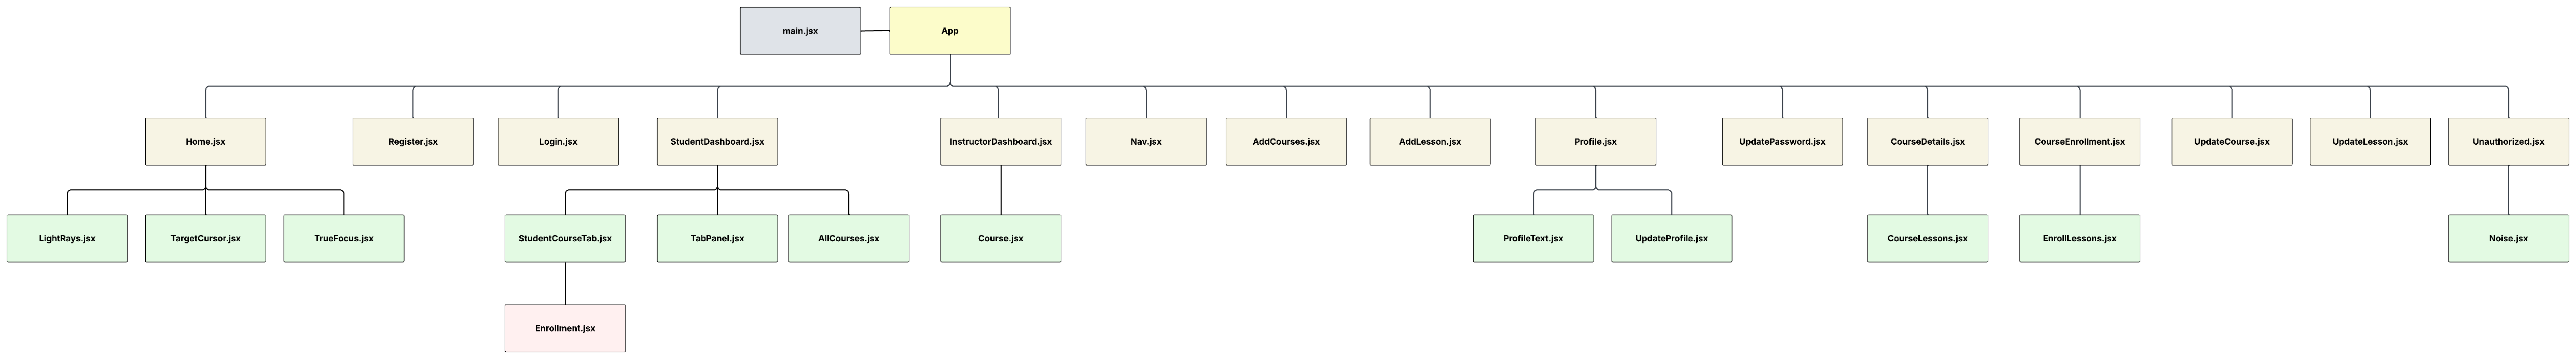 main.jsx
App
Home.jsx
Register.jsx
Login.jsx
StudentDashboard.jsx
InstructorDashboard.jsx
Nav.jsx
AddCourses.jsx
AddLesson.jsx
Profile.jsx
UpdatePassword.jsx
CourseDetails.jsx
CourseEnrollment.jsx
UpdateCourse.jsx
UpdateLesson.jsx
Unauthorized.jsx
LightRays.jsx
TargetCursor.jsx
TrueFocus.jsx
StudentCourseTab.jsx
TabPanel.jsx
AllCourses.jsx
Course.jsx
ProfileText.jsx
UpdateProfile.jsx
CourseLessons.jsx
EnrollLessons.jsx
Noise.jsx
Enrollment.jsx